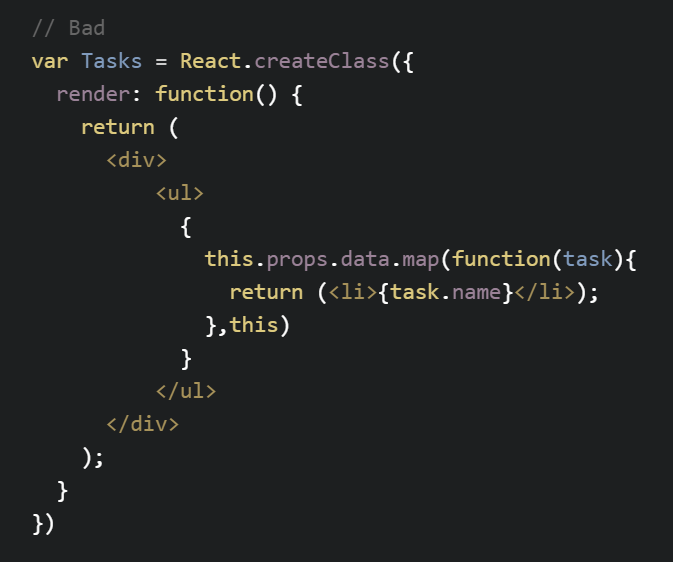 // Bad
var Tasks = React.createClass({
  render: function() {
    return (
      <div>
          <ul>
            {
              this.props.data.map(function(task){
                return (<li>{task.name}</li>);
              },this)
            }
          </ul>
      </div>
    );
  }
})